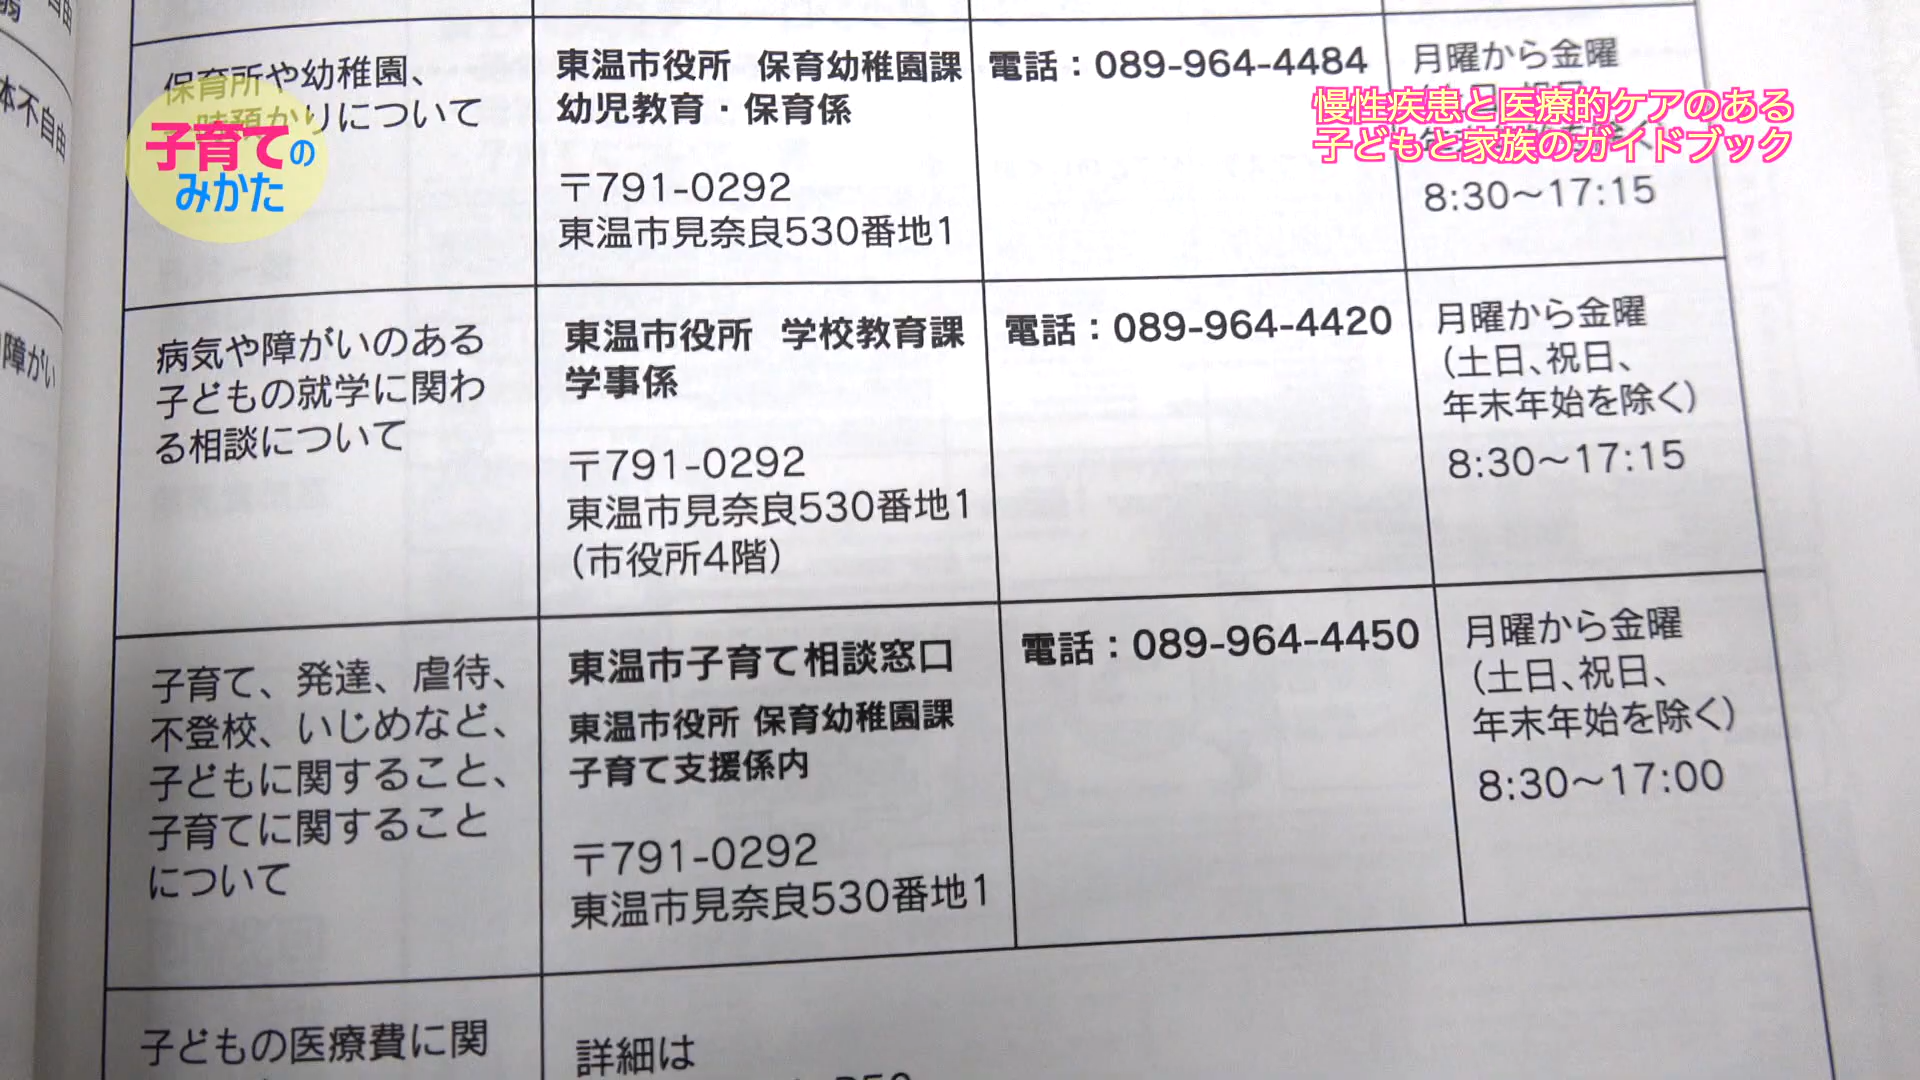 子育ての
みかた
慢性疾患と医療的ケアのある
子どもと家族のガイドブック
体不自由
障がい
保育所や幼稚園、
一時預かりについて
東温市役所 保育幼稚園課
幼児教育・保育係
〒791-0292
東温市見奈良530番地1
電話：089-964-4484
月曜から金曜
8:30～17:15
病気や障がいのある
子どもの就学に関わ
る相談について
東温市役所 学校教育課
学事係
〒791-0292
東温市見奈良530番地1
(市役所4階)
電話：089-964-4420
月曜から金曜
(土日、祝日、
年末年始を除く)
8:30～17:15
子育て、発達、虐待、
不登校、いじめなど、
子どもに関すること、
子育てに関すること
について
東温市子育て相談窓口
東温市役所 保育幼稚園課
子育て支援係内
〒791-0292
東温市見奈良530番地1
電話：089-964-4450
月曜から金曜
(土日、祝日、
年末年始を除く)
8:30～17:00
子どもの医療費に関
詳細は